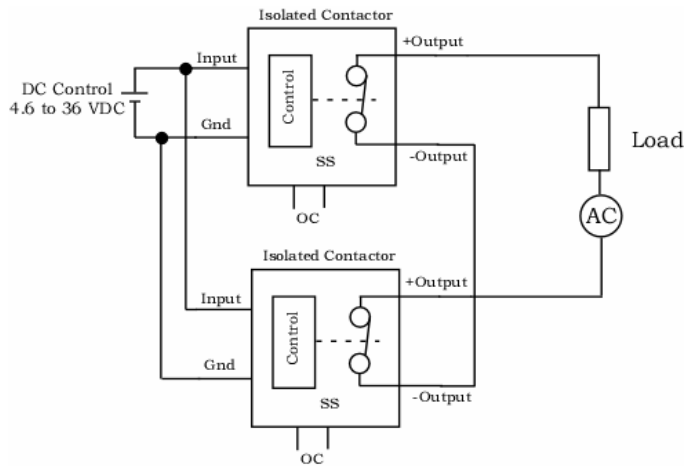 Isolated Contactor
Input
+Output
DC Control
4.6 to 36 VDC
Control
Gnd
-Output
SS
OC
Load
AC
Isolated Contactor
Input
+Output
Control
Gnd
-Output
SS
OC